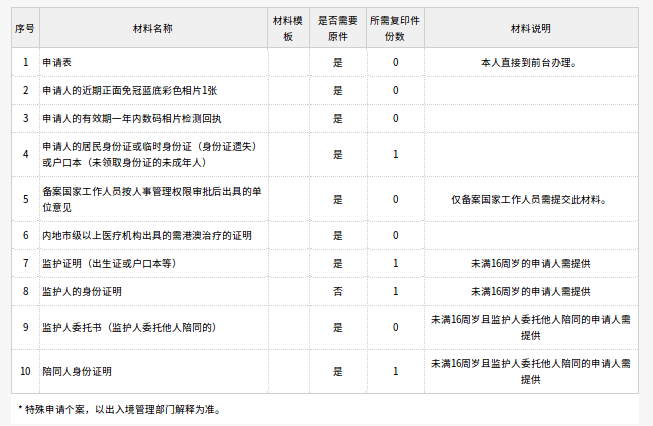 序号 材料名称 材料模板 是否需要原件 所需复印件份数 材料说明
1 申请表 是 0 本人直接到前台办理。
2 申请人的近期正面免冠蓝底彩色相片1张 是 0
3 申请人的有效期一年内数码相片检测回执 是 0
4 申请人的居民身份证或临时身份证（身份证遗失）
或户口本（未领取身份证的未成年人） 是 1
5 备案国家工作人员按人事管理权限审批后出具的单
位意见 是 0 仅备案国家工作人员需提交此材料。
6 内地市级以上医疗机构出具的需港澳治疗的证明 是 0
7 监护证明（出生证或户口本等） 是 1 未满16周岁的申请人需提供
8 监护人的身份证明 否 1 未满16周岁的申请人需提供
9 监护人委托书（监护人委托他人陪同的） 是 0 未满16周岁且监护人委托他人陪同的申请人需
提供
10 陪同人身份证明 是 1 未满16周岁且监护人委托他人陪同的申请人需
提供
* 特殊申请个案，以出入境管理部门解释为准。